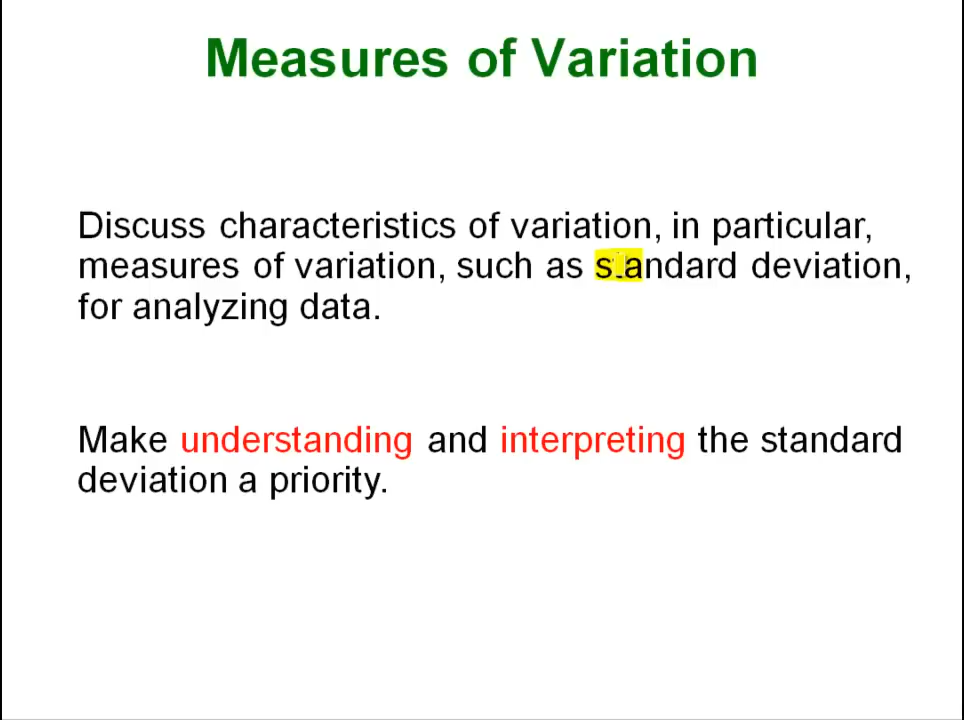 Measures of Variation
Discuss characteristics of variation, in particular,
measures of variation, such as standard deviation,
for analyzing data.
Make understanding and interpreting the standard
deviation a priority.